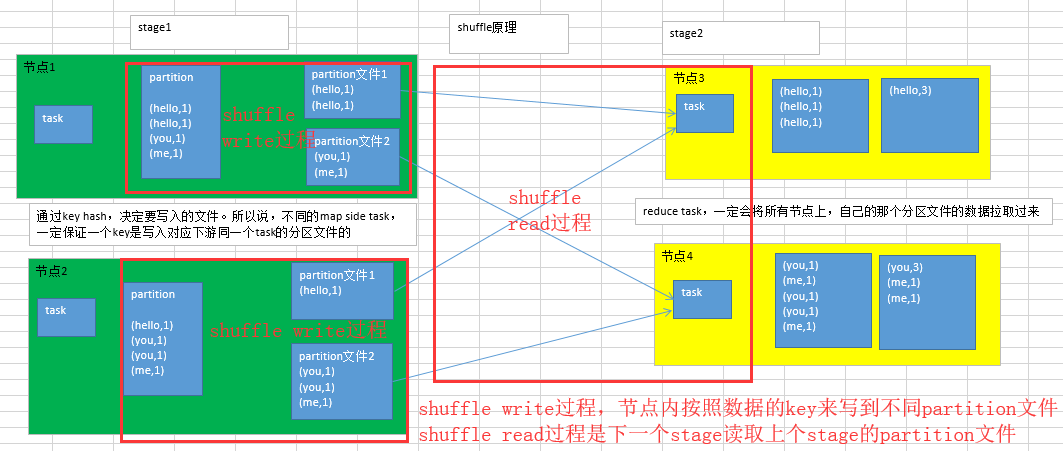 stage1
shuffle原理
stage2
节点1
task
partition
(hello,1)
(hello,1)
(you,1)
(me,1)
partition文件1
(hello,1)
(hello,1)
partition文件2
(you,1)
(me,1)
shuffle
write过程
通过key hash，决定要写入的文件。所以说，不同的map side task，
一定保证一个key是写入对应下游同一个task的分区文件的
节点2
task
partition
(hello,1)
(you,1)
(you,1)
(me,1)
partition文件1
(hello,1)
partition文件2
(you,1)
(you,1)
(me,1)
shuffle write过程
shuffle
read过程
节点3
task
(hello,1)
(hello,1)
(hello,1)
(hello,3)
reduce task，一定会将所有节点上，自己的那个分区文件的数据拉取过来
节点4
task
(you,1)
(me,1)
(you,1)
(you,1)
(me,1)
(you,3)
(me,1)
(me,1)
shuffle write过程，节点内按照数据的key来写到不同partition文件
shuffle read过程是下一个stage读取上个stage的partition文件